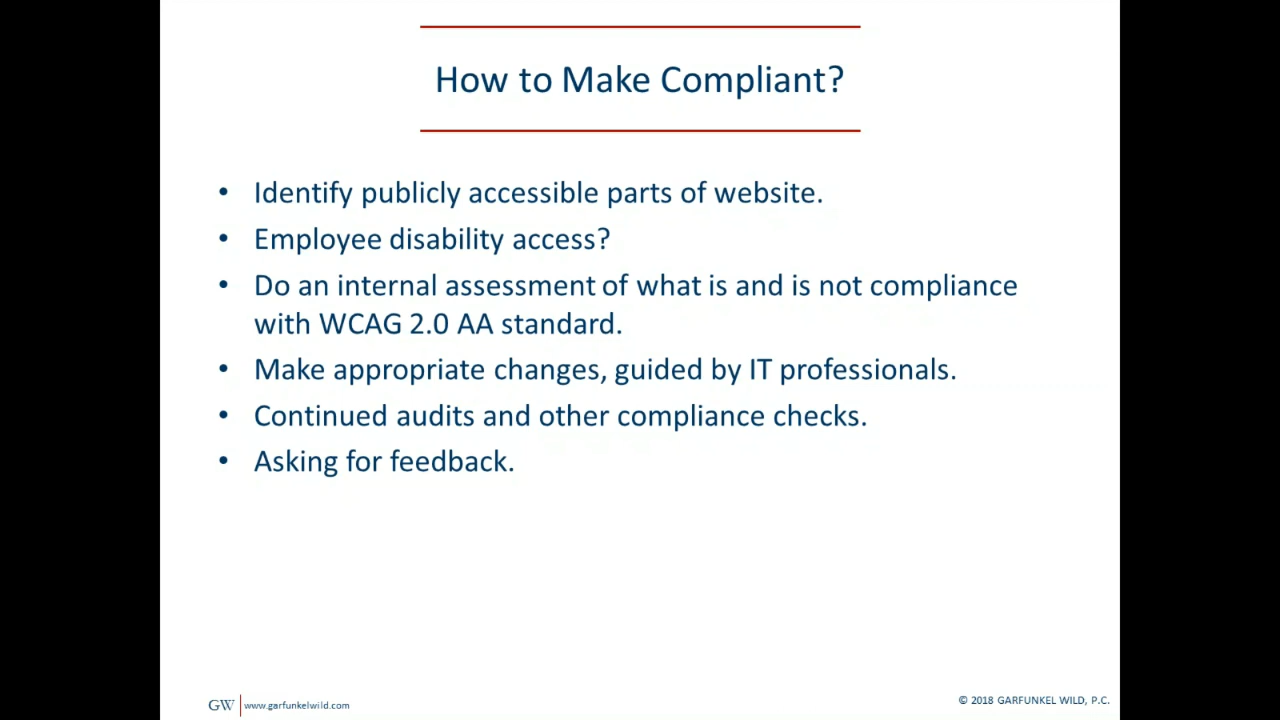 How to Make Compliant?
• Identify publicly accessible parts of website.
• Employee disability access?
• Do an internal assessment of what is and is not compliance
with WCAG 2.0 AA standard.
• Make appropriate changes, guided by IT professionals.
• Continued audits and other compliance checks.
• Asking for feedback.
GW www.garfunkelwild.com
© 2018 GARFUNKEL WILD, P.C.